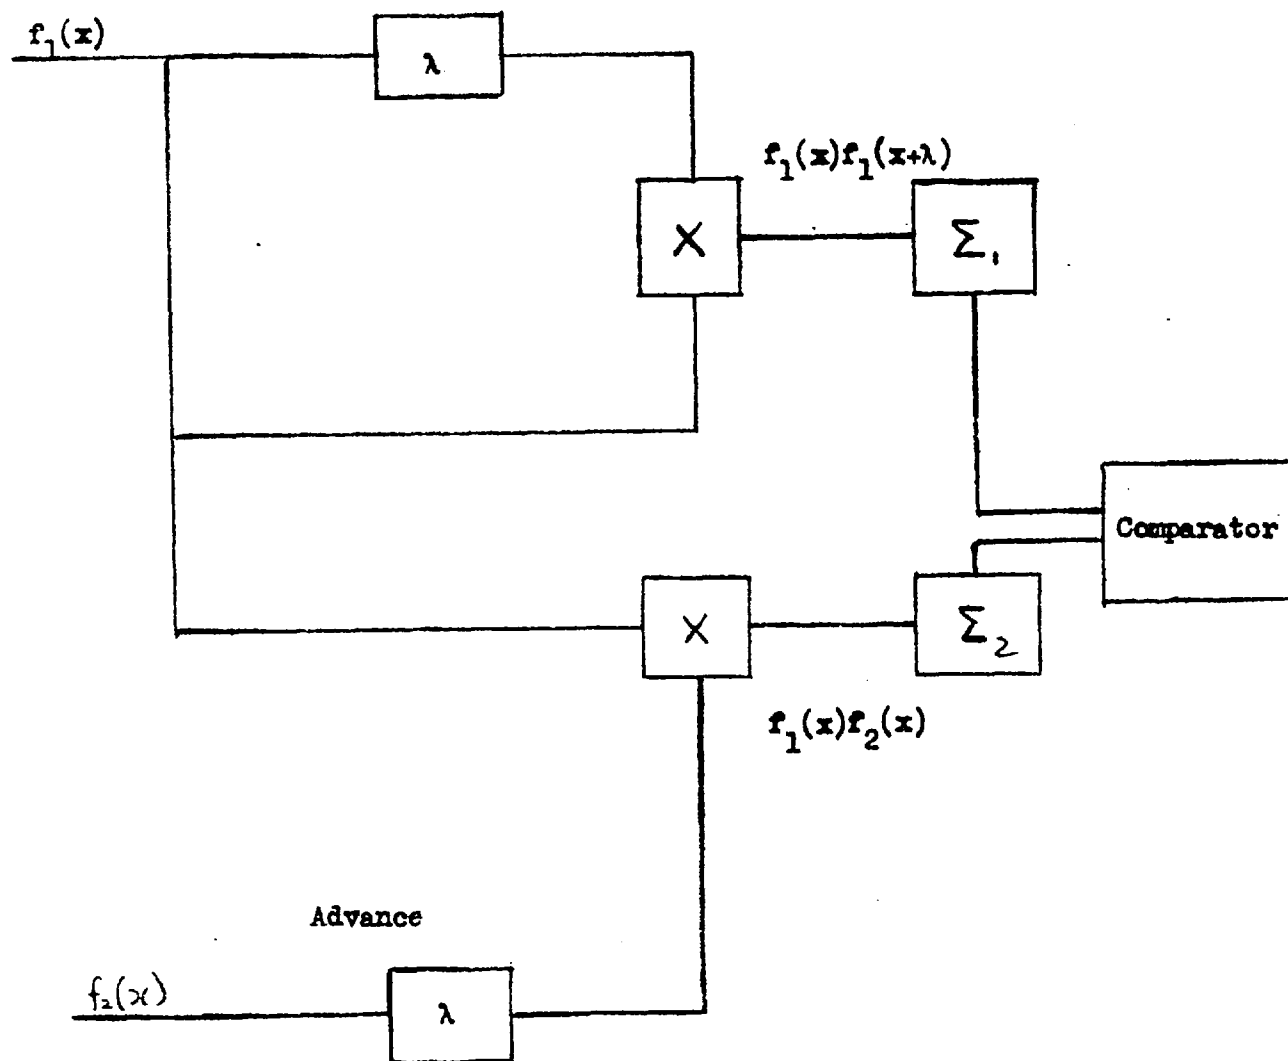 f₁(x)
λ
f₁(x)f₁(x+λ)
X
Σ₁
Comparator
X
Σ₂
f₁(x)f₂(x)
Advance
f₂(x)
λ